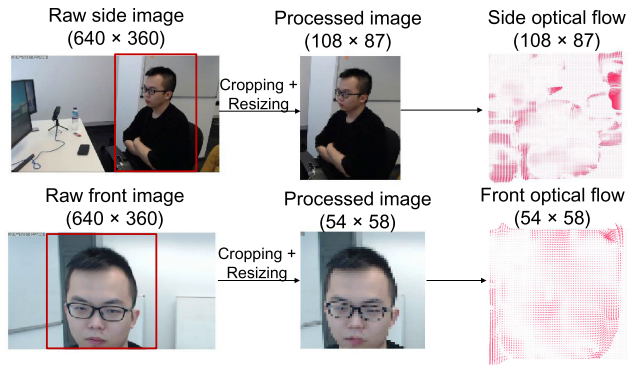 Raw side image
(640 × 360)
Processed image
(108 × 87)
Side optical flow
(108 × 87)
Cropping +
Resizing
Raw front image
(640 × 360)
Processed image
(54 × 58)
Front optical flow
(54 × 58)
Cropping +
Resizing